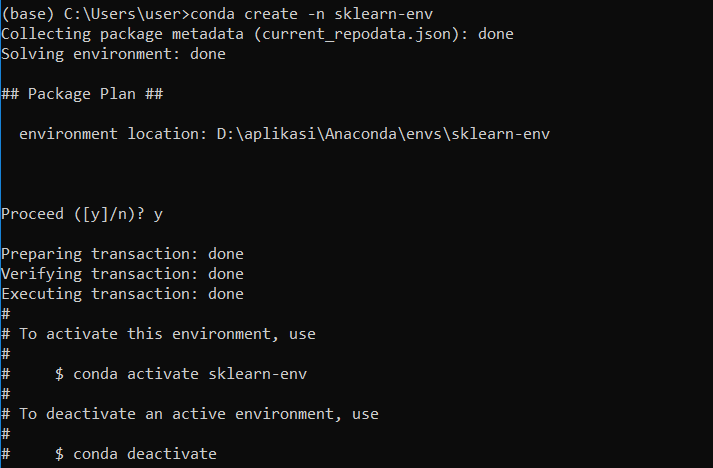 (base) C:\Users\user>conda create -n sklearn-env
Collecting package metadata (current_repodata.json): done
Solving environment: done
## Package Plan ##
environment location: D:\aplikasi\Anaconda\envs\sklearn-env
Proceed ([y]/n)? y
Preparing transaction: done
Verifying transaction: done
Executing transaction: done
#
# To activate this environment, use
#
#     $ conda activate sklearn-env
#
# To deactivate an active environment, use
#
#     $ conda deactivate